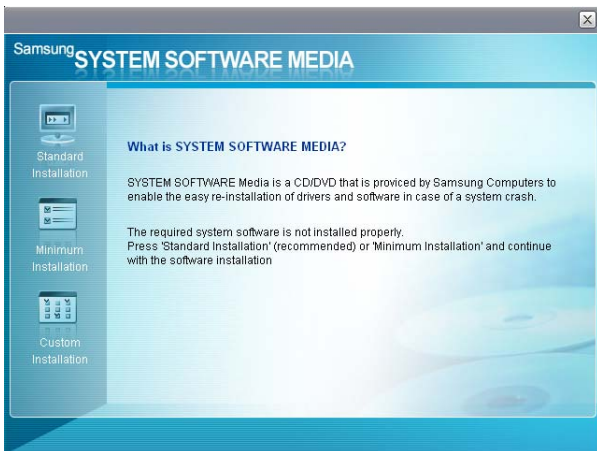 Samsung SYSTEM SOFTWARE MEDIA
Standard
Installation
Minimum
Installation
Custom
Installation
What is SYSTEM SOFTWARE MEDIA?
SYSTEM SOFTWARE Media is a CD/DVD that is proviced by Samsung Computers to
enable the easy re-installation of drivers and software in case of a system crash.
The required system software is not installed properly.
Press 'Standard Installation' (recommended) or 'Minimum Installation' and continue
with the software installation